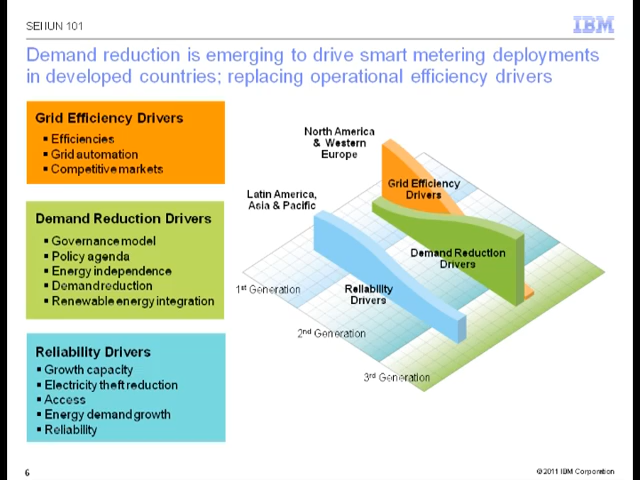 SEIIUN 101
IBM
Demand reduction is emerging to drive smart metering deployments
in developed countries; replacing operational efficiency drivers
Grid Efficiency Drivers
▪ Efficiencies
▪ Grid automation
▪ Competitive markets
Demand Reduction Drivers
▪ Governance model
▪ Policy agenda
▪ Energy independence
▪ Demand reduction
▪ Renewable energy integration
Reliability Drivers
▪ Growth capacity
▪ Electricity theft reduction
▪ Access
▪ Energy demand growth
▪ Reliability
North America
& Western
Europe
Latin America,
Asia & Pacific
Grid Efficiency
Drivers
Demand Reduction
Drivers
Reliability
Drivers
1st Generation
2nd Generation
3rd Generation
6
© 2011 IBM Corporation